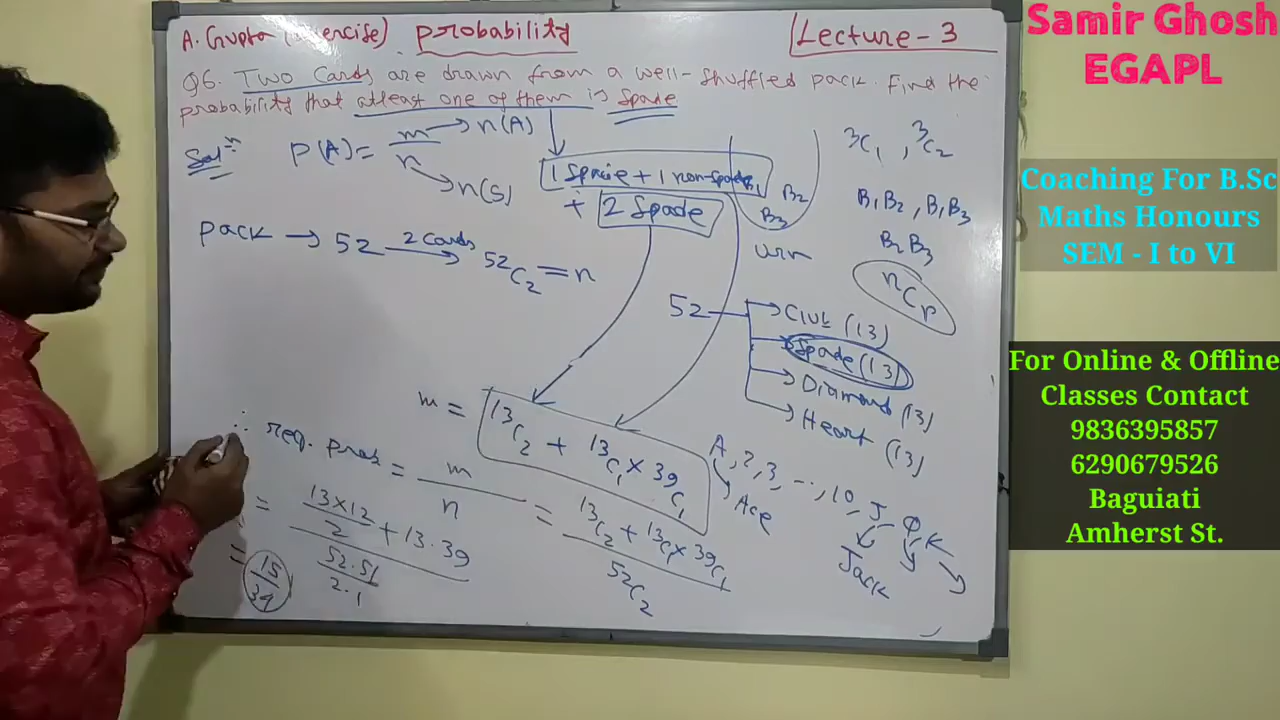 A. Gupta (Exercise) probability
Lecture - 3
Q6. Two Cards are drawn from a well-shuffled pack. Find the
probability that atleast one of them is Spade
Solⁿ
P(A) = m/n
n(A)
n(S)
1 Spade + 1 non-spade
+ 2 Spade
B₁ B₂
B₃
urn
³C₁ , ³C₂
B₁B₂ , B₁B₃
B₂B₃
ⁿCᵣ
pack → 52 2 cards → ⁵²C₂ = n
52
Club (13)
Spade (13)
Diamond (13)
Heart (13)
m = ¹³C₂ + ¹³C₁ × ³⁹C₁
A, 2, 3, ..., 10, J Q K
Ace
Jack
∴ req. prob = m/n = (¹³C₂ + ¹³C₁ × ³⁹C₁)/⁵²C₂
= (13×12/2 + 13.39)/(52.51/2.1)
= 15/34
Samir Ghosh
EGAPL
Coaching For B.Sc
Maths Honours
SEM - I to VI
For Online & Offline
Classes Contact
9836395857
6290679526
Baguiati
Amherst St.